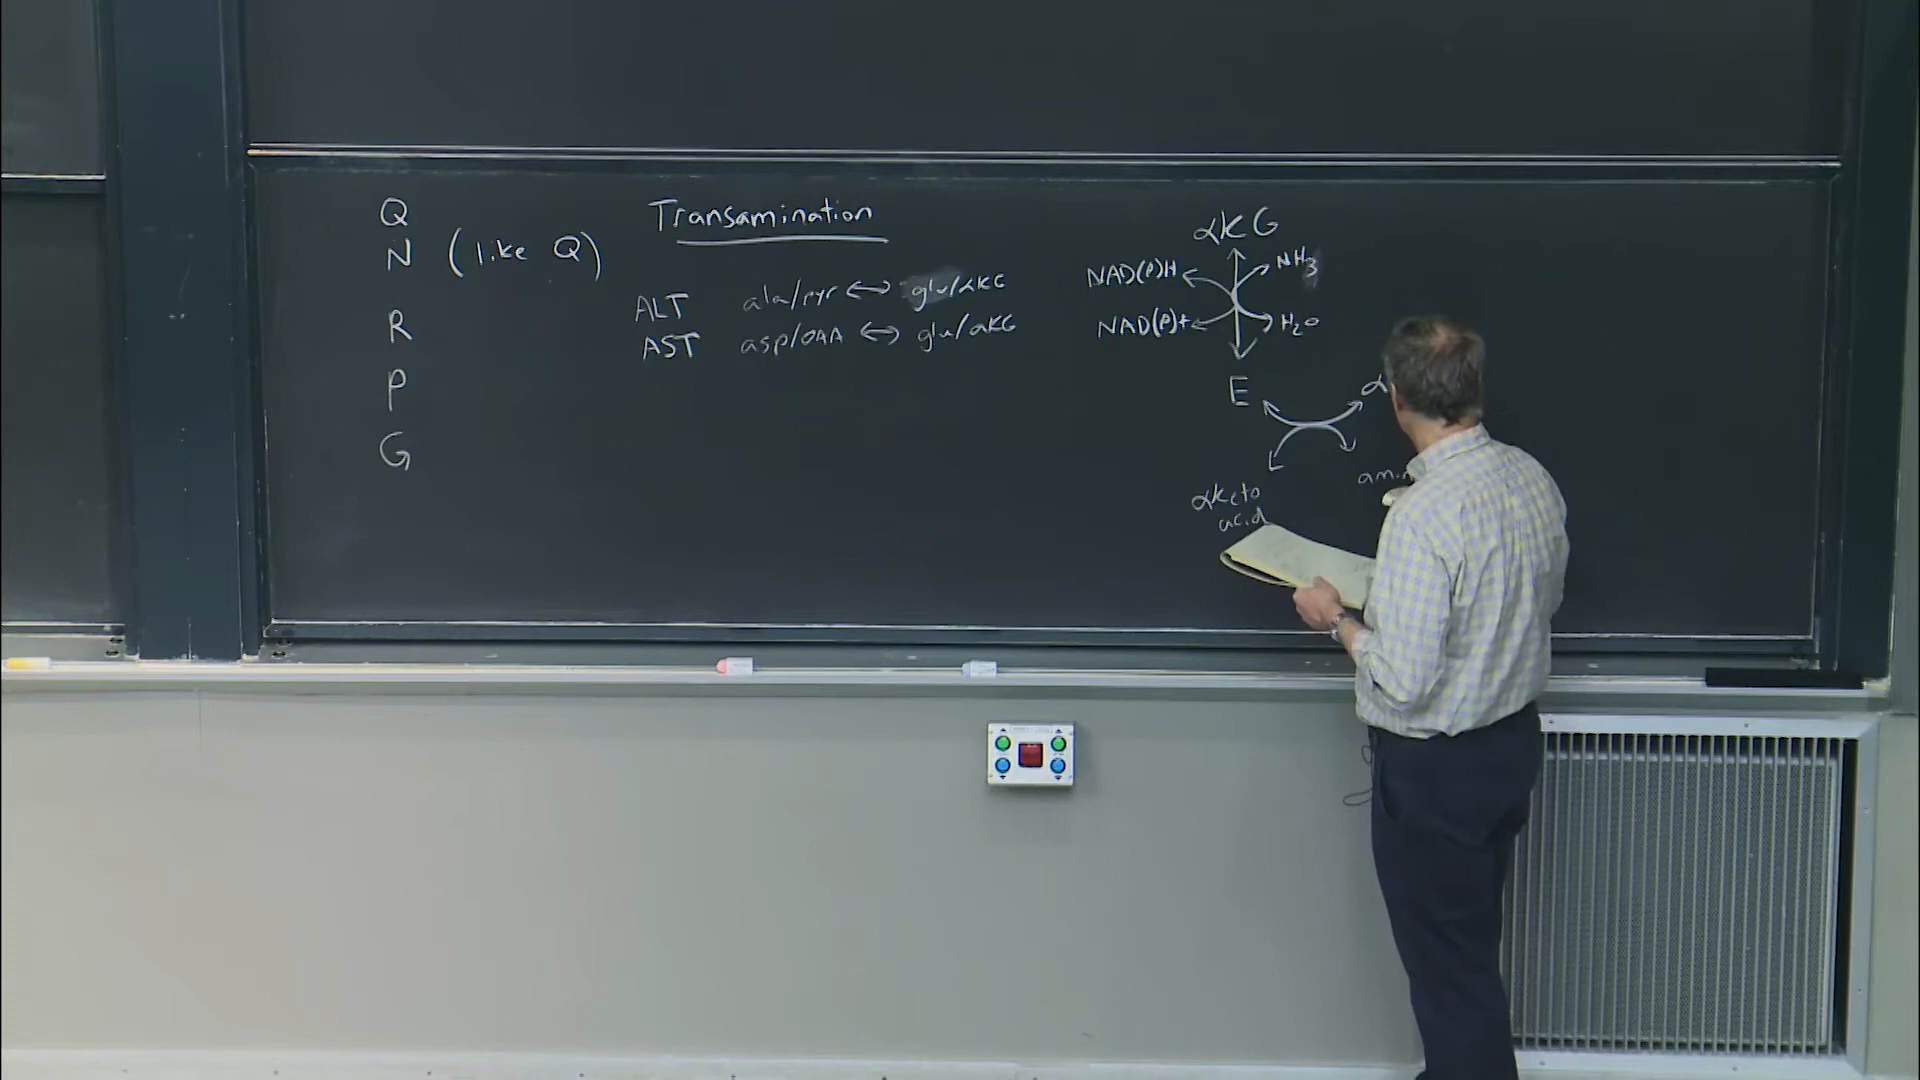 Q
N (like Q)
R
P
G
Transamination
ALT ala/pyr ↔ glu/αKG
AST asp/OAA ↔ glu/αKG
αKG
NAD(P)H NH3
NAD(P)+ H2O
E α
αketo
acid